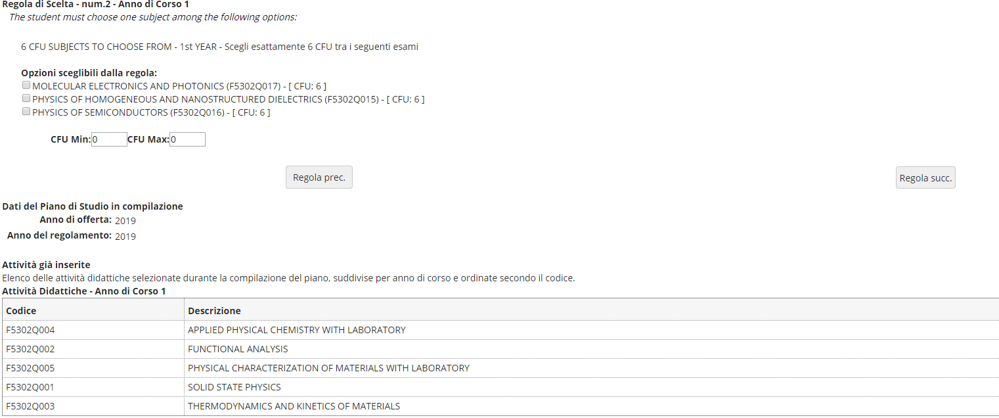 Regola di Scelta - num.2 - Anno di Corso 1
The student must choose one subject among the following options:
6 CFU SUBJECTS TO CHOOSE FROM - 1st YEAR - Scegli esattamente 6 CFU tra i seguenti esami
Opzioni sceglibili dalla regola:
MOLECULAR ELECTRONICS AND PHOTONICS (F5302Q017) - [ CFU: 6 ]
PHYSICS OF HOMOGENEOUS AND NANOSTRUCTURED DIELECTRICS (F5302Q015) - [ CFU: 6 ]
PHYSICS OF SEMICONDUCTORS (F5302Q016) - [ CFU: 6 ]
CFU Min: 0 CFU Max: 0
Regola prec. Regola succ.
Dati del Piano di Studio in compilazione
Anno di offerta: 2019
Anno del regolamento: 2019
Attività già inserite
Elenco delle attività didattiche selezionate durante la compilazione del piano, suddivise per anno di corso e ordinate secondo il codice.
Attività Didattiche - Anno di Corso 1
Codice Descrizione
F5302Q004 APPLIED PHYSICAL CHEMISTRY WITH LABORATORY
F5302Q002 FUNCTIONAL ANALYSIS
F5302Q005 PHYSICAL CHARACTERIZATION OF MATERIALS WITH LABORATORY
F5302Q001 SOLID STATE PHYSICS
F5302Q003 THERMODYNAMICS AND KINETICS OF MATERIALS